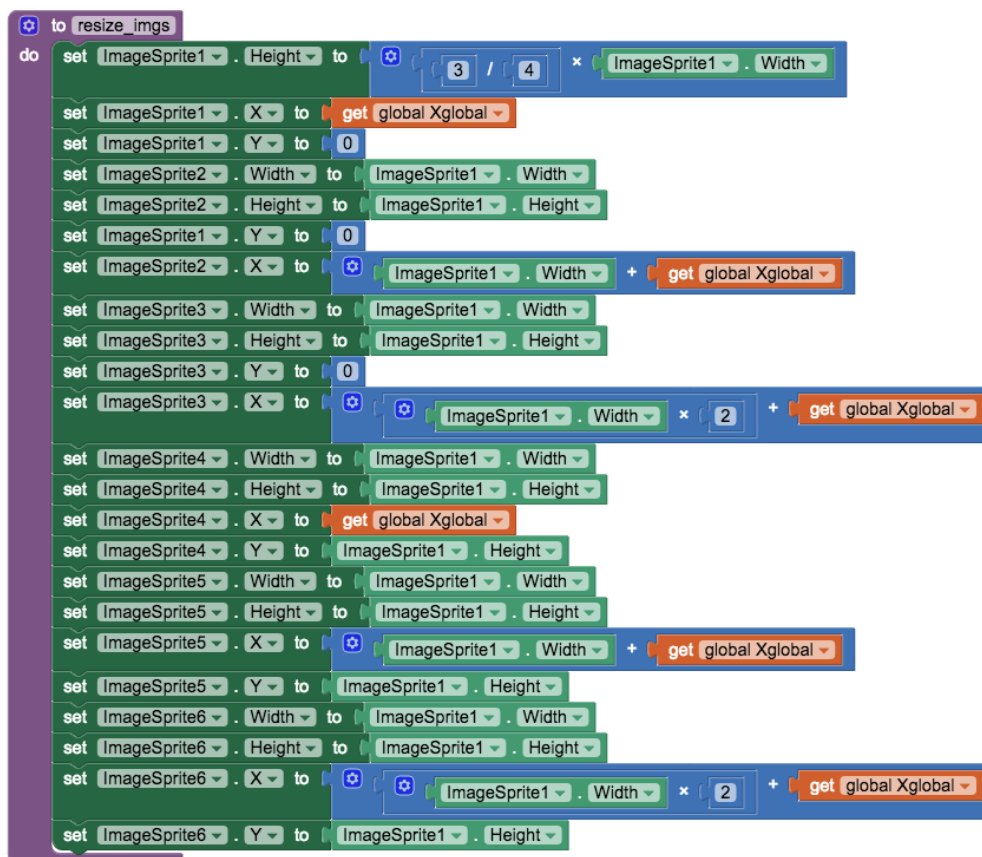 to resize_imgs
do set ImageSprite1 . Height to 3 / 4 × ImageSprite1 . Width
set ImageSprite1 . X to get global Xglobal
set ImageSprite1 . Y to 0
set ImageSprite2 . Width to ImageSprite1 . Width
set ImageSprite2 . Height to ImageSprite1 . Height
set ImageSprite1 . Y to 0
set ImageSprite2 . X to ImageSprite1 . Width + get global Xglobal
set ImageSprite3 . Width to ImageSprite1 . Width
set ImageSprite3 . Height to ImageSprite1 . Height
set ImageSprite3 . Y to 0
set ImageSprite3 . X to ImageSprite1 . Width × 2 + get global Xglobal
set ImageSprite4 . Width to ImageSprite1 . Width
set ImageSprite4 . Height to ImageSprite1 . Height
set ImageSprite4 . X to get global Xglobal
set ImageSprite4 . Y to ImageSprite1 . Height
set ImageSprite5 . Width to ImageSprite1 . Width
set ImageSprite5 . Height to ImageSprite1 . Height
set ImageSprite5 . X to ImageSprite1 . Width + get global Xglobal
set ImageSprite5 . Y to ImageSprite1 . Height
set ImageSprite6 . Width to ImageSprite1 . Width
set ImageSprite6 . Height to ImageSprite1 . Height
set ImageSprite6 . X to ImageSprite1 . Width × 2 + get global Xglobal
set ImageSprite6 . Y to ImageSprite1 . Height